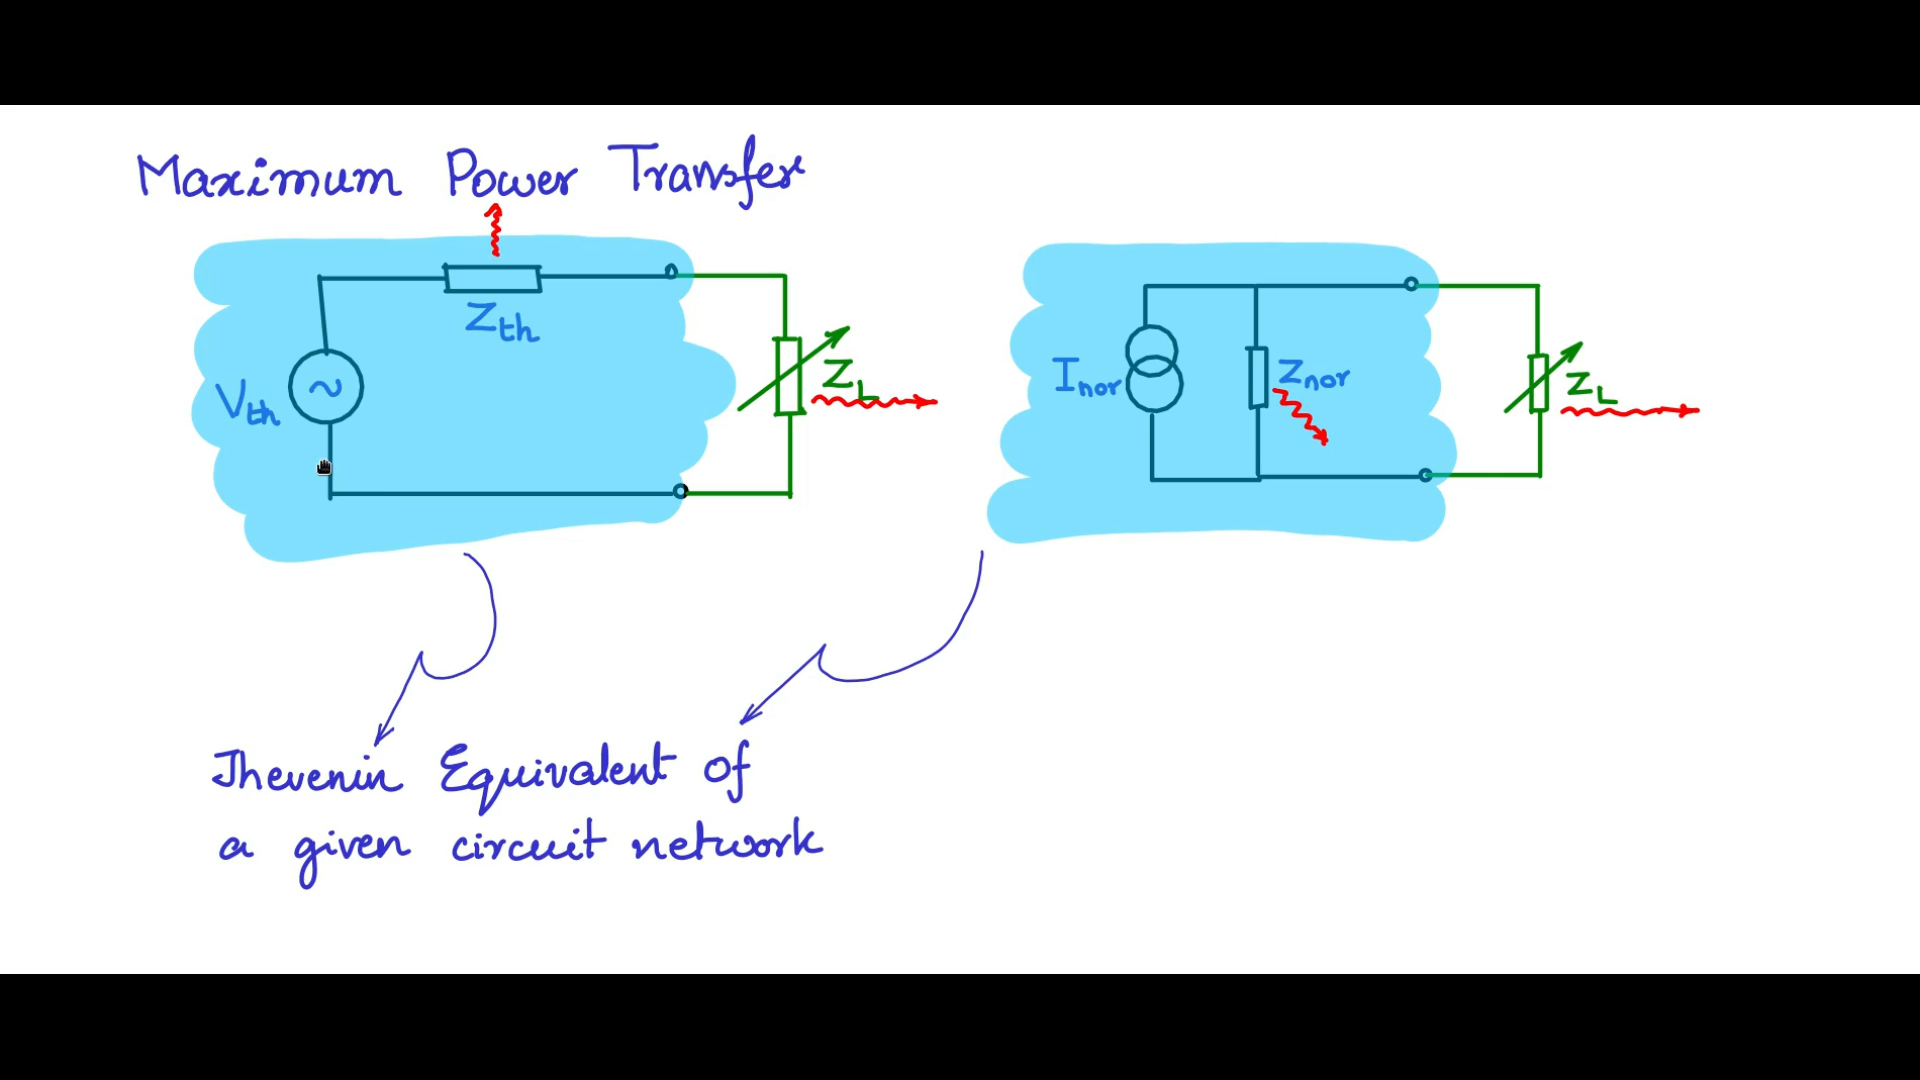 Maximum Power Transfer
Zth
Vth
ZL
Inor
Znor
ZL
Thevenin Equivalent of
a given circuit network